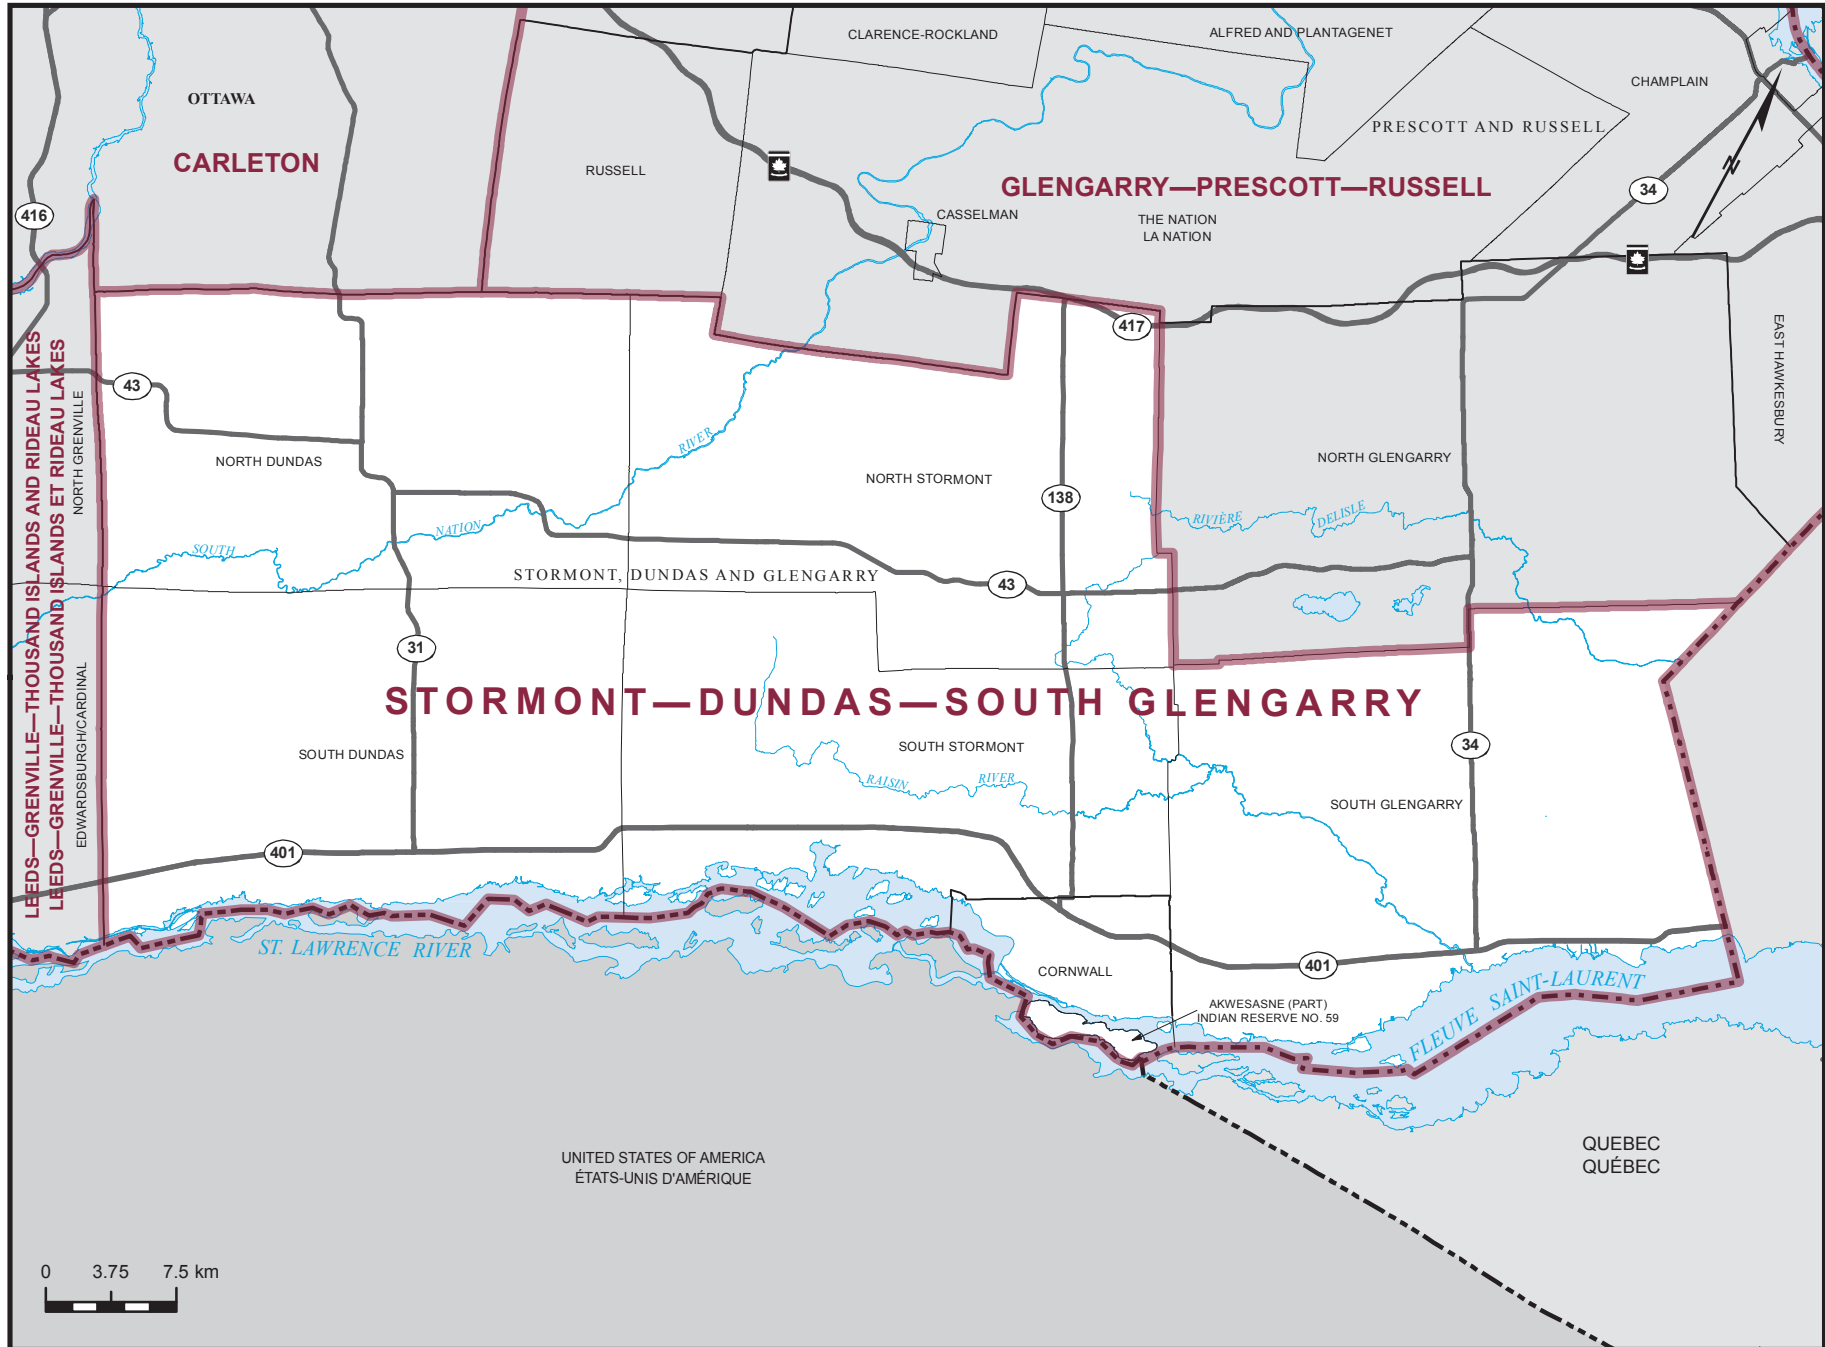 CLARENCE-ROCKLAND
ALFRED AND PLANTAGENET
CHAMPLAIN
OTTAWA
PRESCOTT AND RUSSELL
CARLETON
RUSSELL
GLENGARRY—PRESCOTT—RUSSELL
34
N
416
CASSELMAN
THE NATION
LA NATION
417
EAST HAWKESBURY
LEEDS—GRENVILLE—THOUSAND ISLANDS AND RIDEAU LAKES
LEEDS—GRENVILLE—THOUSAND ISLANDS ET RIDEAU LAKES
NORTH GRENVILLE
43
NORTH DUNDAS
RIVER
NORTH STORMONT
138
NORTH GLENGARRY
RIVIÈRE
DELISLE
SOUTH
NATION
STORMONT, DUNDAS AND GLENGARRY
43
31
EDWARDSBURGH/CARDINAL
STORMONT—DUNDAS—SOUTH GLENGARRY
SOUTH DUNDAS
SOUTH STORMONT
34
RAISIN
RIVER
SOUTH GLENGARRY
401
ST. LAWRENCE RIVER
CORNWALL
401
FLEUVE SAINT-LAURENT
AKWESASNE (PART)
INDIAN RESERVE NO. 59
UNITED STATES OF AMERICA
ÉTATS-UNIS D'AMÉRIQUE
QUEBEC
QUÉBEC
0 3.75 7.5 km